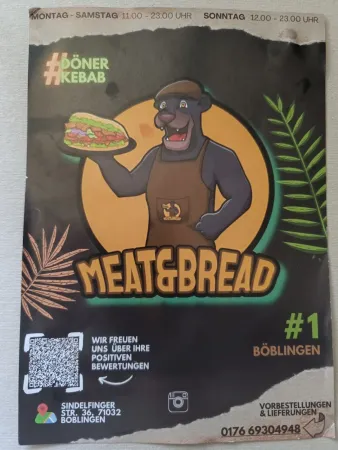 MONTAG - SAMSTAG 11.00 - 23.00 UHR SONNTAG 12.00 - 23.00 UHR
#DÖNER
KEBAB
MEAT&BREAD
#1
BÖBLINGEN
WIR FREUEN
UNS ÜBER IHRE
POSITIVEN
BEWERTUNGEN
SINDELFINGER
STR. 36, 71032
BÖBLINGEN
VORBESTELLUNGEN
& LIEFERUNGEN
0176 69304948